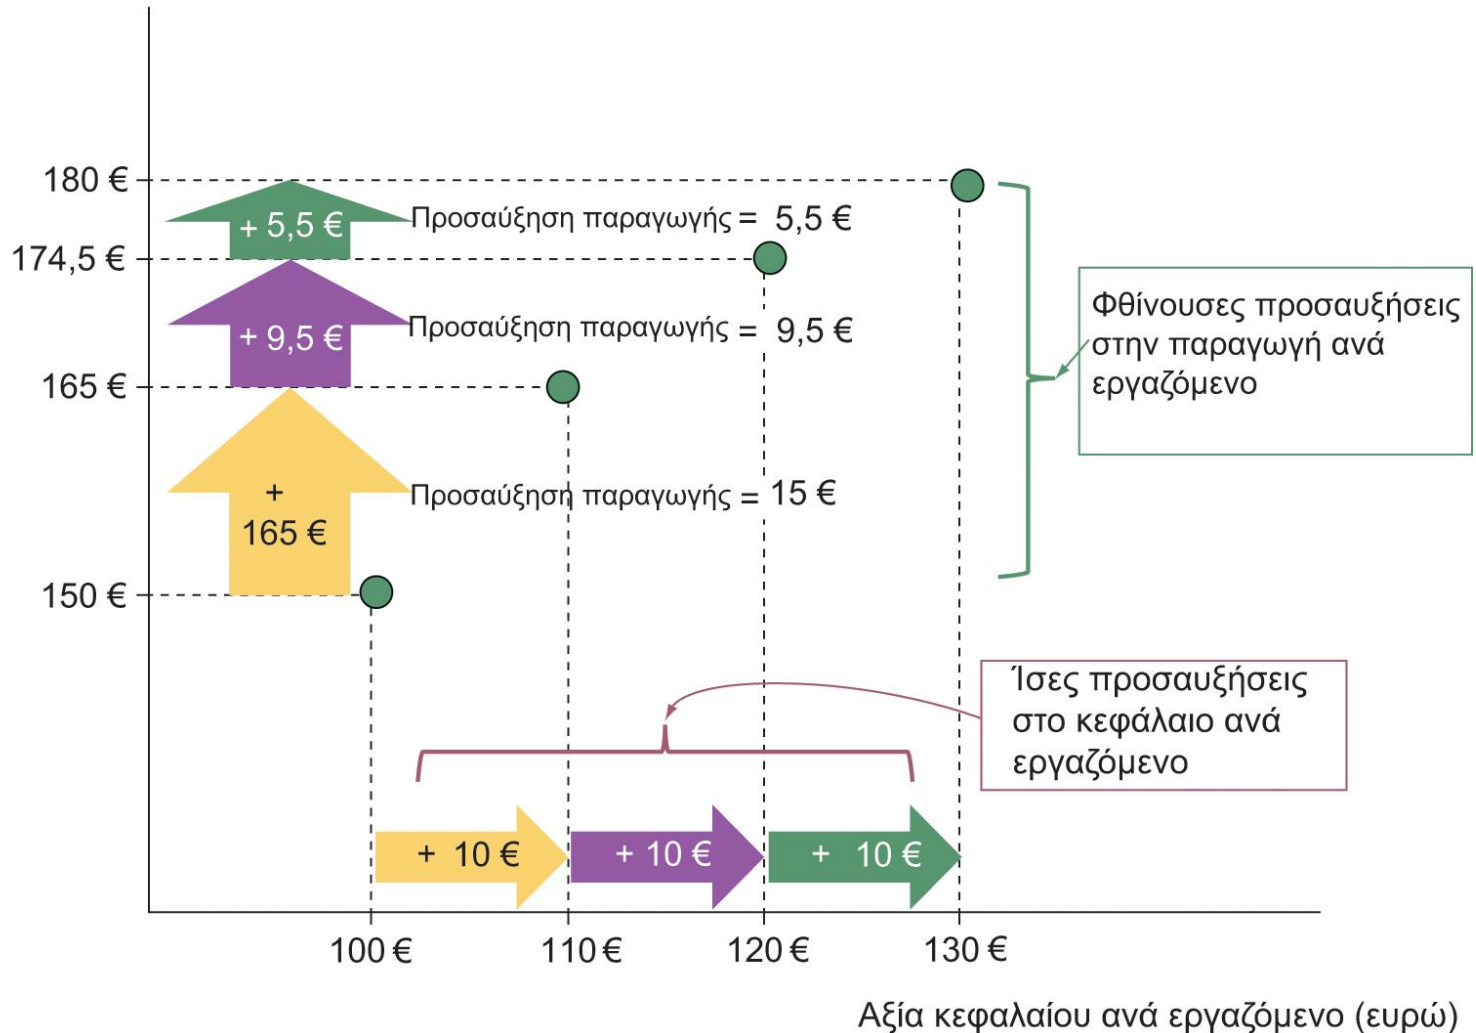 180 €
+ 5,5 €
Προσαύξηση παραγωγής = 5,5 €
174,5 €
+ 9,5 €
Προσαύξηση παραγωγής = 9,5 €
Φθίνουσες προσαυξήσεις
στην παραγωγή ανά
εργαζόμενο
165 €
+
165 €
Προσαύξηση παραγωγής = 15 €
150 €
Ίσες προσαυξήσεις
στο κεφάλαιο ανά
εργαζόμενο
+ 10 €
+ 10 €
+ 10 €
100 €
110 €
120 €
130 €
Αξία κεφαλαίου ανά εργαζόμενο (ευρώ)